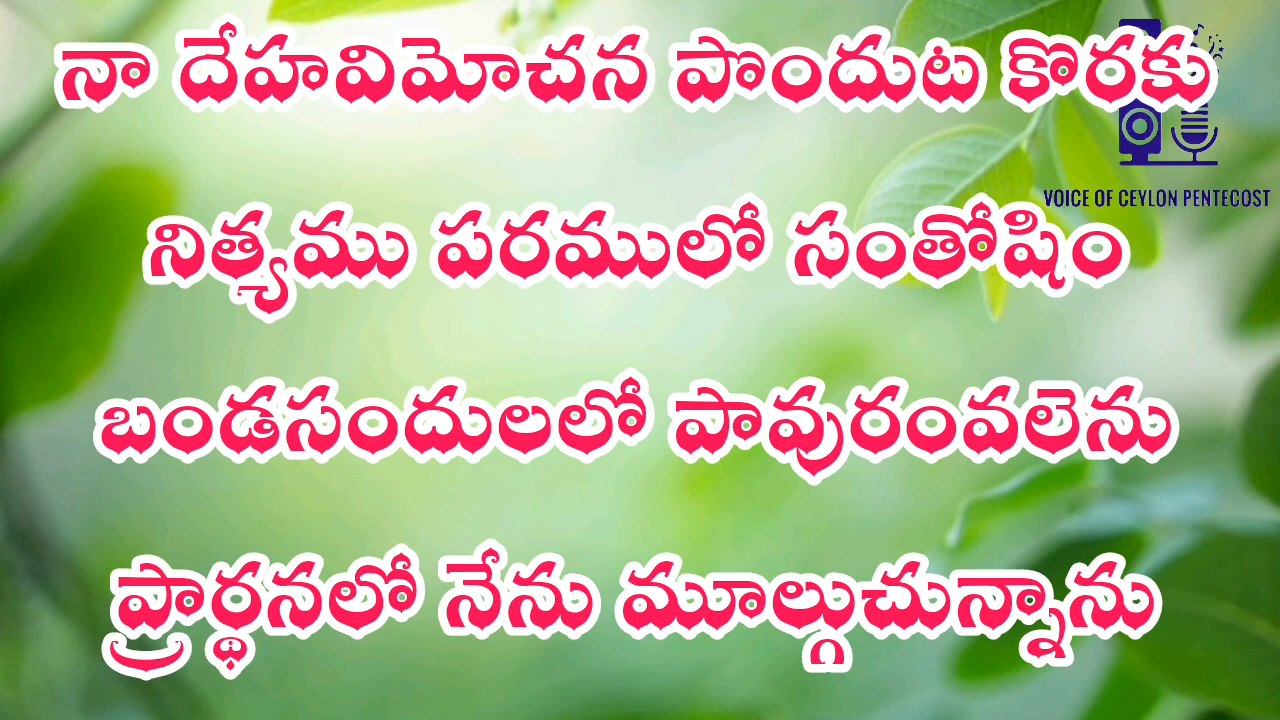 నా దేహవిమోచన పొందుట కొరకు
VOICE OF CEYLON PENTECOST
నిత్యము పరములో సంతోషిం
బండసందులలో పావురంవలెను
ప్రార్థనలో నేను మూల్గుచున్నాను